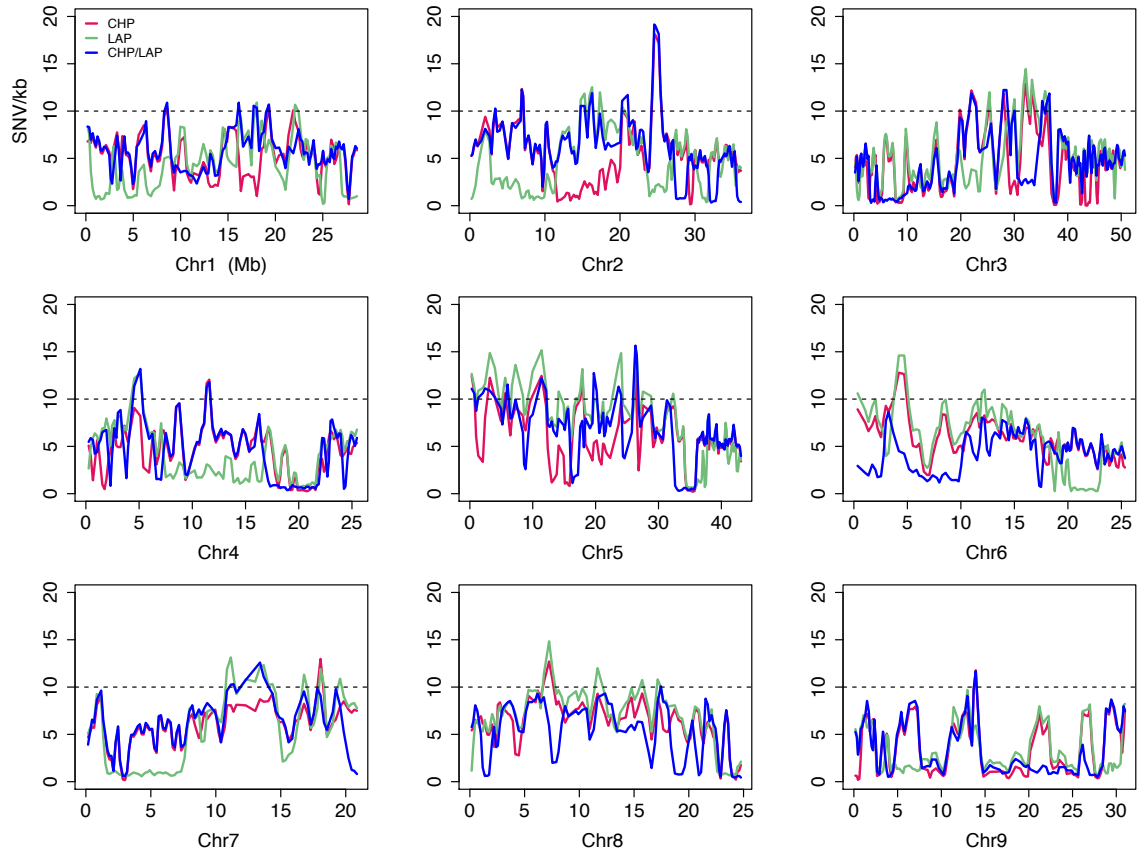 CHP
LAP
CHP/LAP
SNV/kb
0 5 10 15 20
0 5 10 15 20 25
Chr1 (Mb)
0 5 10 15 20
0 10 20 30
Chr2
0 5 10 15 20
0 10 20 30 40 50
Chr3
0 5 10 15 20
0 5 10 15 20 25
Chr4
0 5 10 15 20
0 10 20 30 40
Chr5
0 5 10 15 20
0 5 10 15 20 25
Chr6
0 5 10 15 20
0 5 10 15 20
Chr7
0 5 10 15 20
0 5 10 15 20 25
Chr8
0 5 10 15 20
0 5 10 15 20 25 30
Chr9